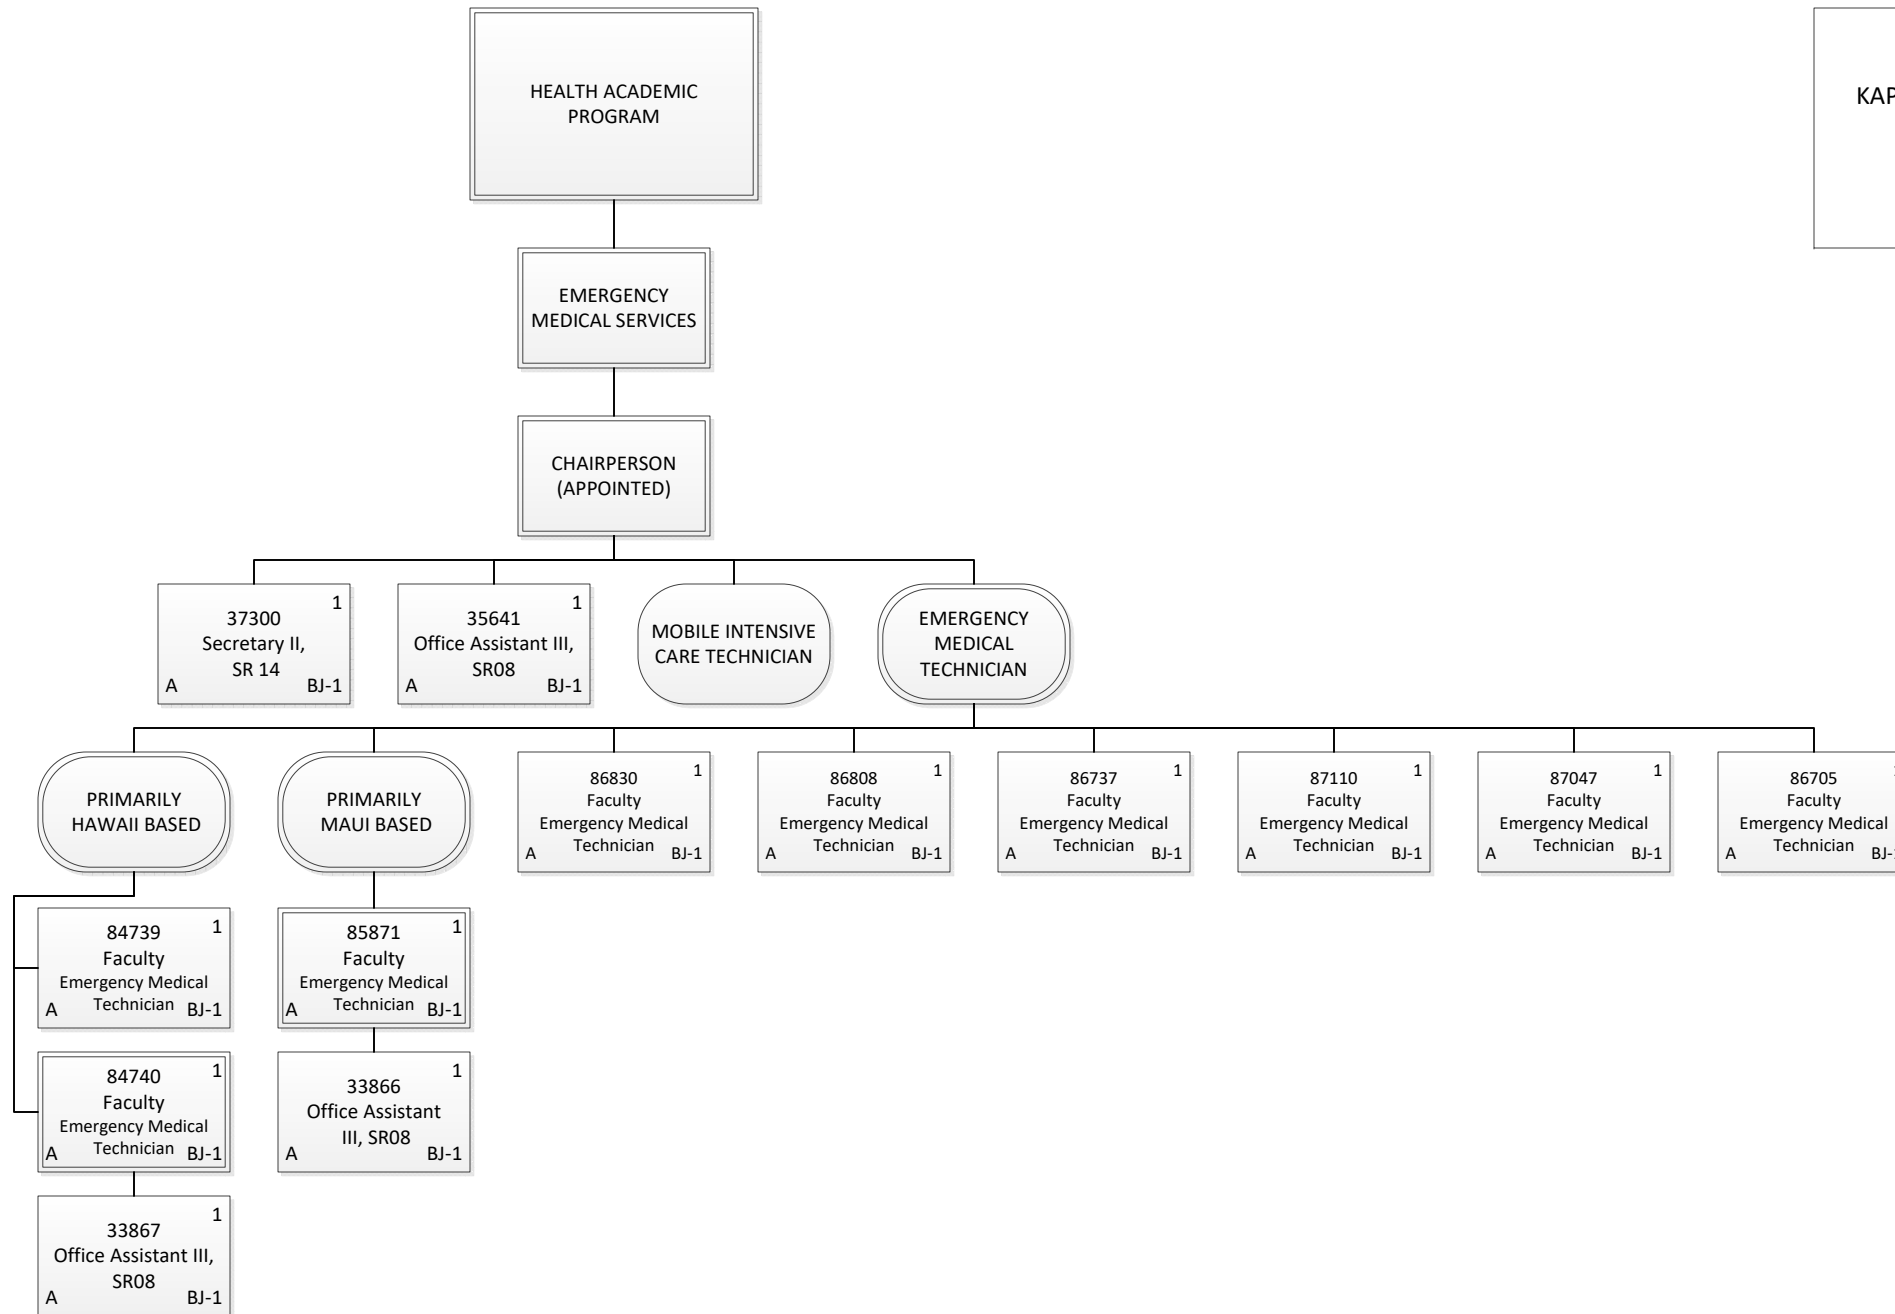 HEALTH ACADEMIC
PROGRAM
KAP
EMERGENCY
MEDICAL SERVICES
CHAIRPERSON
(APPOINTED)
1
37300
Secretary II,
SR 14
A BJ-1
1
35641
Office Assistant III,
SR08
A BJ-1
MOBILE INTENSIVE
CARE TECHNICIAN
EMERGENCY
MEDICAL
TECHNICIAN
PRIMARILY
HAWAII BASED
PRIMARILY
MAUI BASED
86830 1
Faculty
Emergency Medical
Technician
A BJ-1
86808 1
Faculty
Emergency Medical
Technician
A BJ-1
86737 1
Faculty
Emergency Medical
Technician
A BJ-1
87110 1
Faculty
Emergency Medical
Technician
A BJ-1
87047 1
Faculty
Emergency Medical
Technician
A BJ-1
86705
Faculty
Emergency Medical
Technician
A BJ-
84739 1
Faculty
Emergency Medical
Technician
A BJ-1
85871 1
Faculty
Emergency Medical
Technician
A BJ-1
84740 1
Faculty
Emergency Medical
Technician
A BJ-1
1
33866
Office Assistant
III, SR08
A BJ-1
1
33867
Office Assistant III,
SR08
A BJ-1